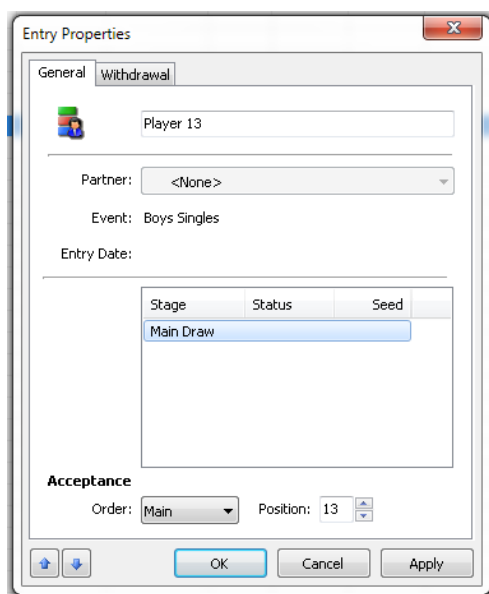 Entry Properties
General Withdrawal
Player 13
Partner: <None>
Event: Boys Singles
Entry Date:
Stage Status Seed
Main Draw
Acceptance
Order: Main Position: 13
OK Cancel Apply